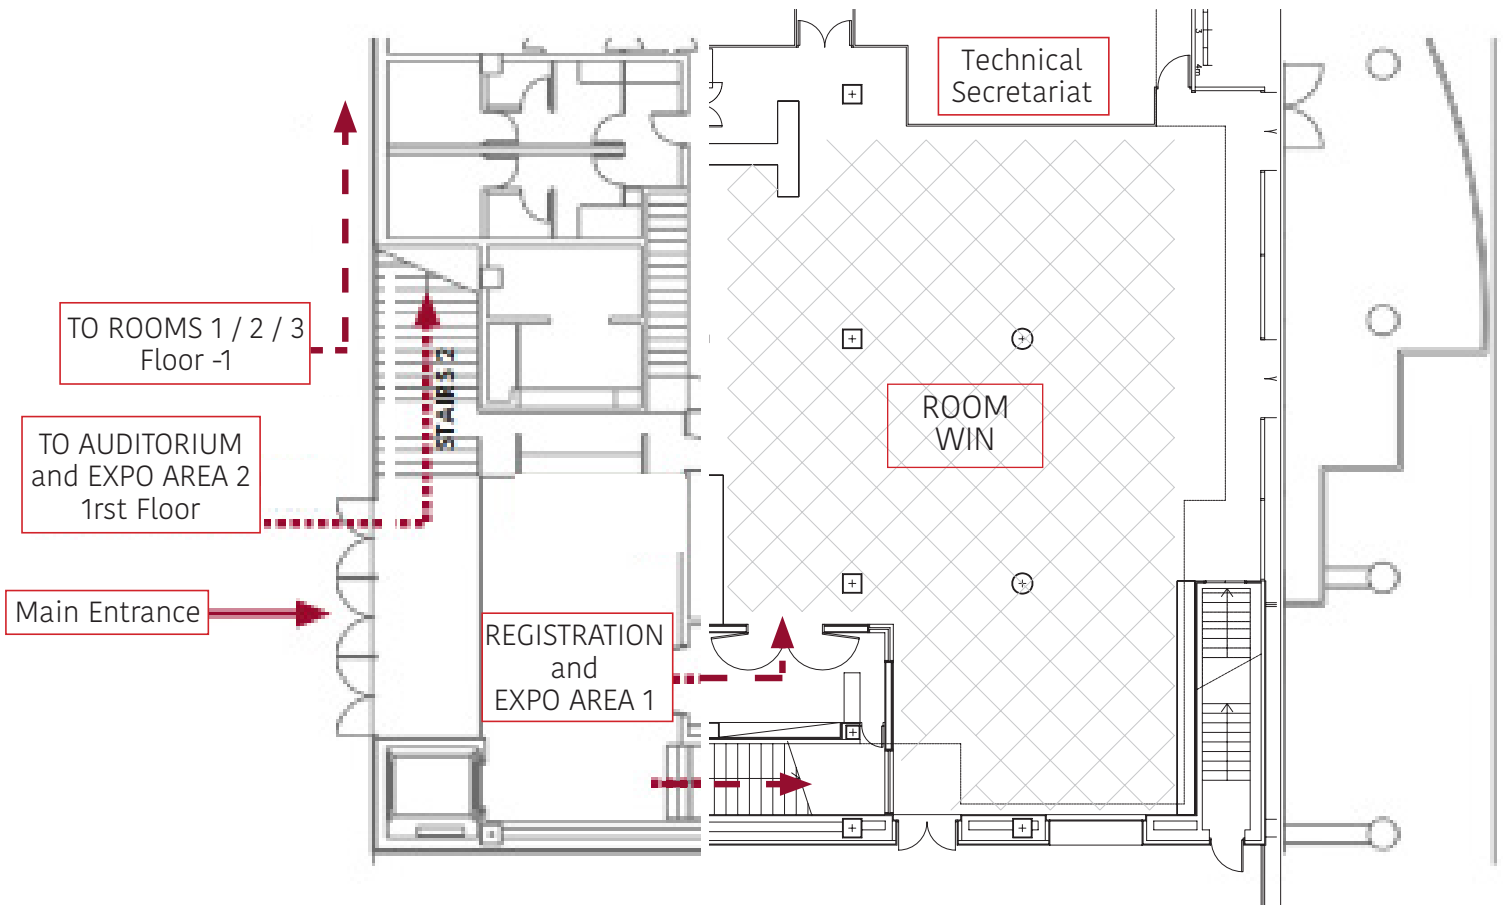 Technical
Secretariat
TO ROOMS 1 / 2 / 3
Floor -1
STAIRS 2
ROOM
WIN
TO AUDITORIUM
and EXPO AREA 2
1rst Floor
Main Entrance
REGISTRATION
and
EXPO AREA 1